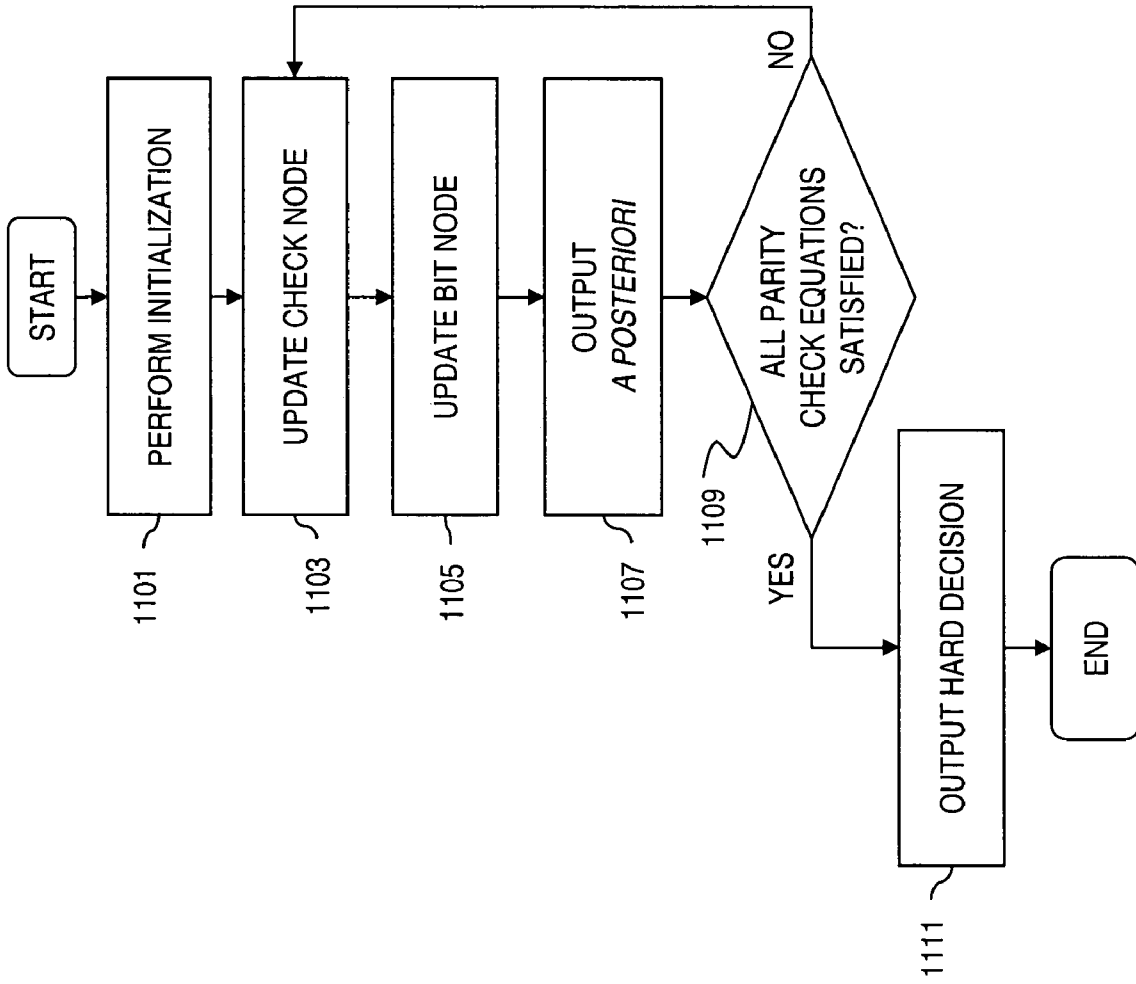 START
PERFORM INITIALIZATION
1101
UPDATE CHECK NODE
1103
UPDATE BIT NODE
1105
OUTPUT
A POSTERIORI
1107
ALL PARITY
CHECK EQUATIONS
SATISFIED?
1109
NO
YES
OUTPUT HARD DECISION
1111
END